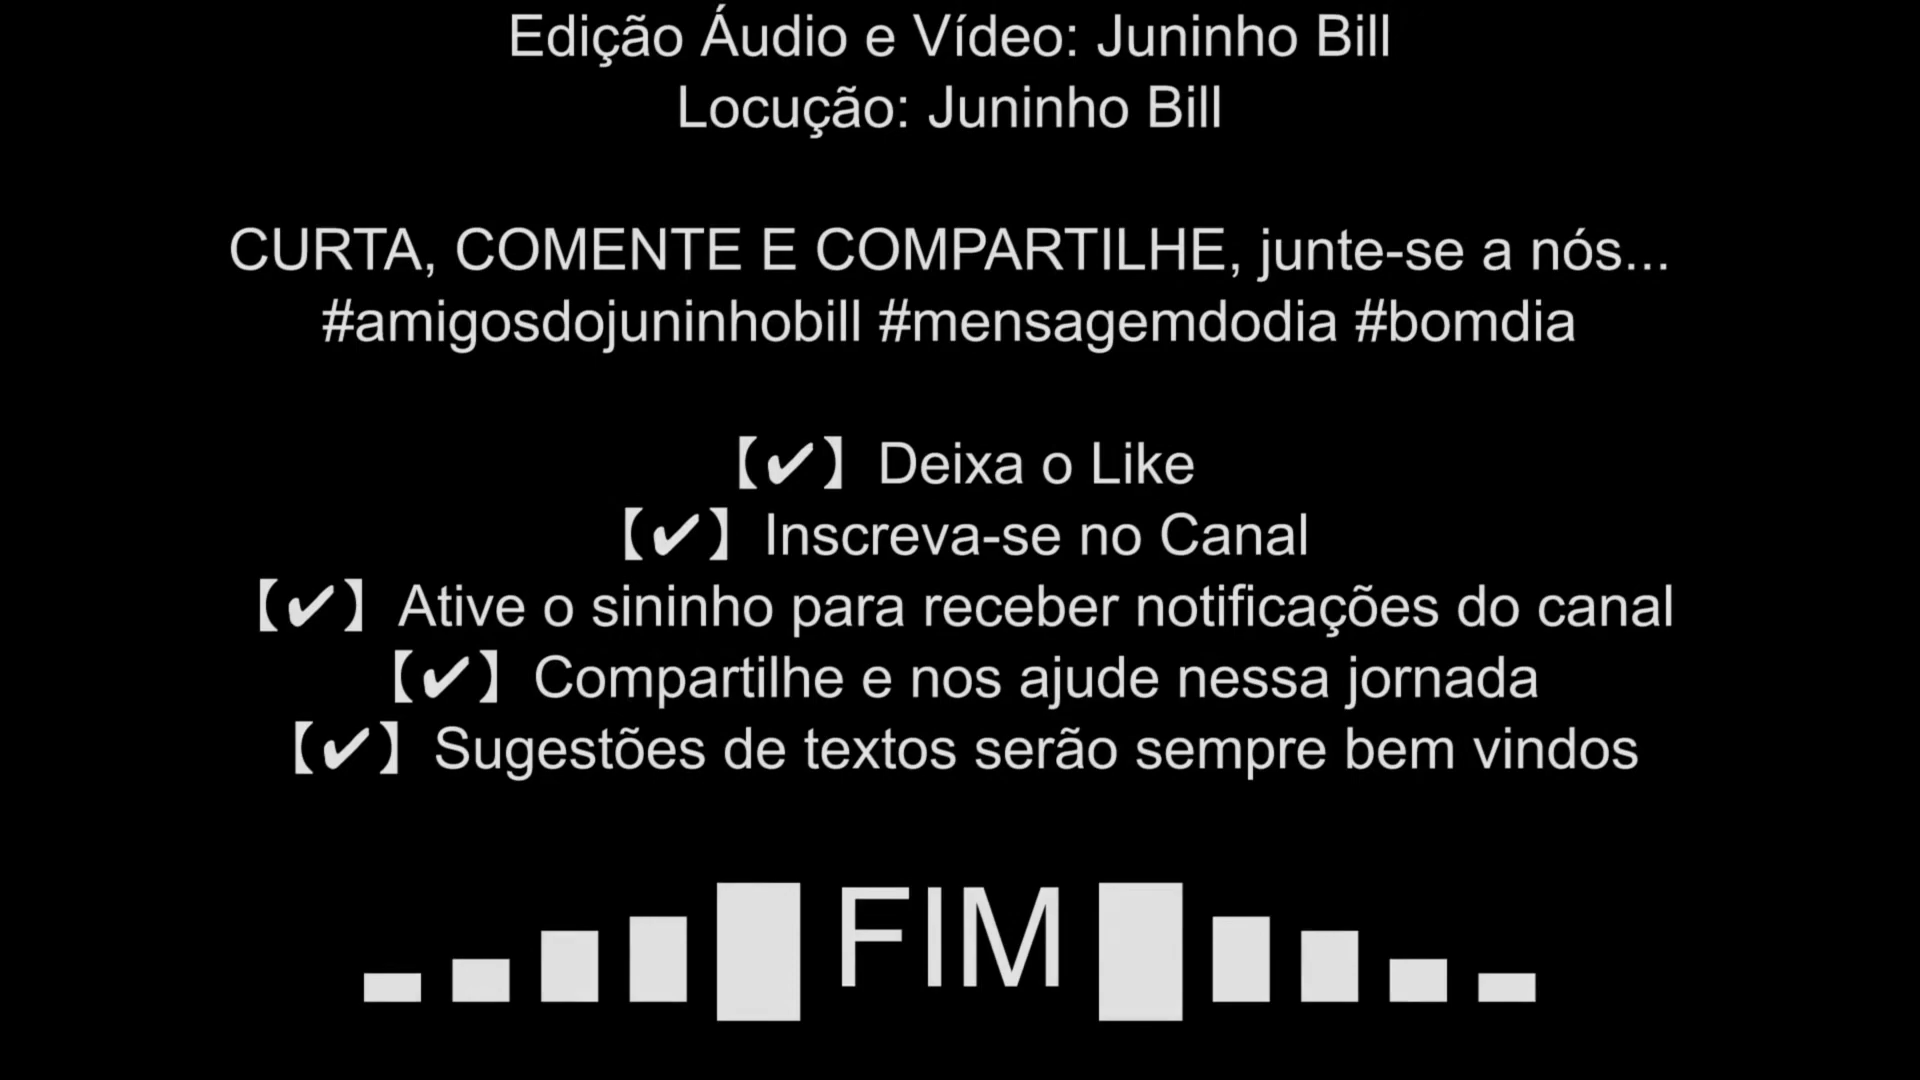 Edição Áudio e Vídeo: Juninho Bill
Locução: Juninho Bill
CURTA, COMENTE E COMPARTILHE, junte-se a nós...
#amigosdojuninhobill #mensagemdodia #bomdia
【✔】Deixa o Like
【✔】Inscreva-se no Canal
【✔】Ative o sininho para receber notificações do canal
【✔】Compartilhe e nos ajude nessa jornada
【✔】Sugestões de textos serão sempre bem vindos
▂▃▅▆█ FIM █▆▅▃▂